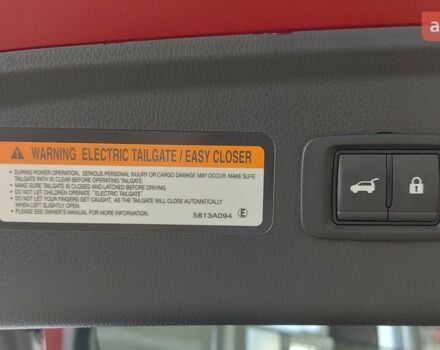 WARNING ELECTRIC TAILGATE / EASY CLOSER
• DURING POWER OPERATION, SERIOUS PERSONAL INJURY OR CARGO DAMAGE MAY OCCUR. MAKE SURE
TAILGATE PATH IS CLEAR BEFORE OPERATING TAILGATE.
• MAKE SURE TAILGATE IS CLOSED AND LATCHED BEFORE DRIVING.
• DO NOT LET CHILDREN OPERATE "ELECTRIC TAILGATE"
• DO NOT LET YOUR FINGERS GET CAUGHT, AS THE TAILGATE WILL CLOSE AUTOMATICALLY
WHEN LEFT SLIGHTLY OPEN.
• PLEASE SEE OWNER'S MANUAL FOR MORE INFORMATION.
5813A094 E